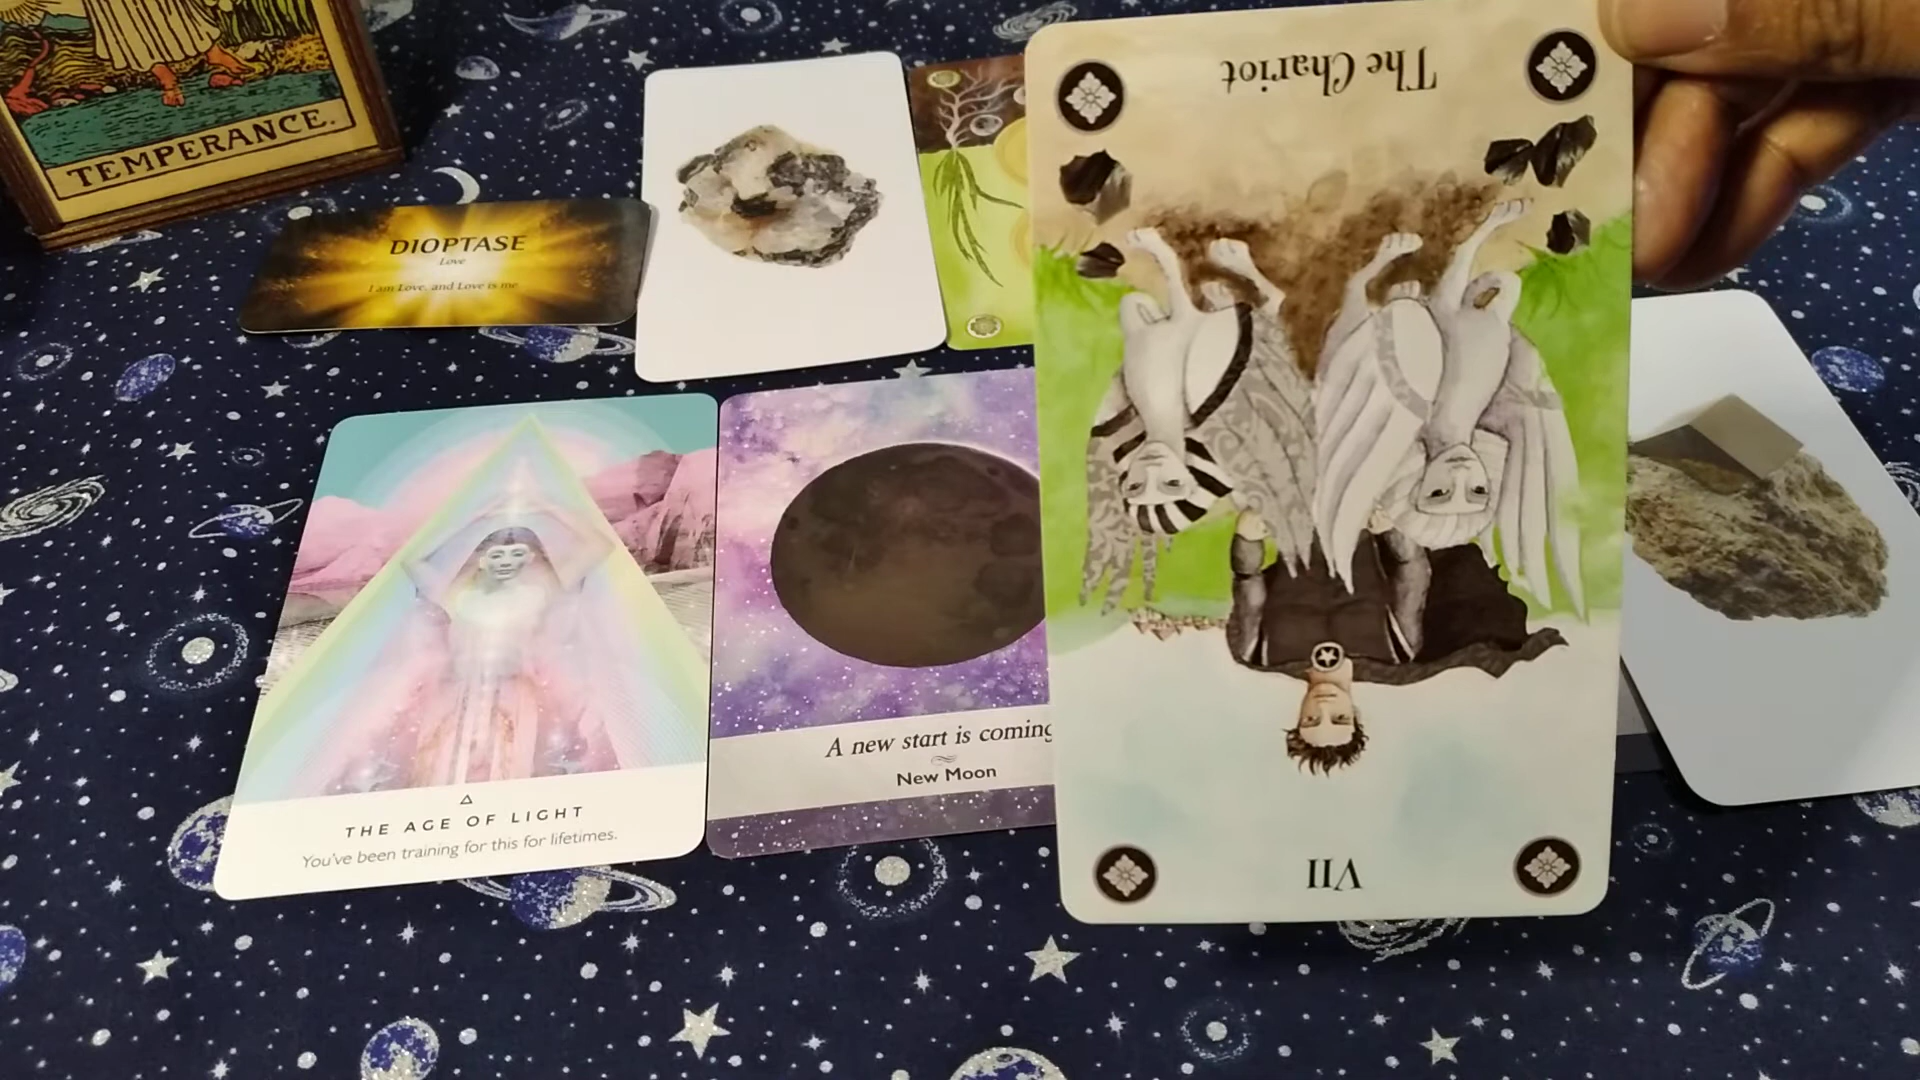 TEMPERANCE.
DIOPTASE
Love
I am Love, and Love is me
The Chariot
VII
THE AGE OF LIGHT
You've been training for this for lifetimes.
A new start is coming
New Moon